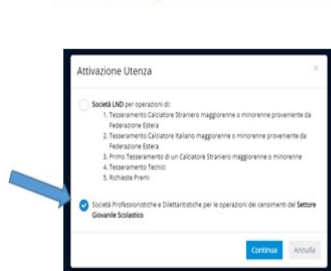 Attivazione Utenza
×
Società LND per operazioni di:
1. Tesseramento Calciatore Straniero maggiorenne o minorenne proveniente da
Federazione Estera
2. Tesseramento Calciatore Italiano maggiorenne o minorenne proveniente da
Federazione Estera
3. Primo Tesseramento di un Calciatore Straniero maggiorenne o minorenne
4. Tesseramento Tecnici
5. Richieste Premi
Società Professionistiche e Dilettantistiche per le operazioni dei censimenti del Settore
Giovanile Scolastico
Continua Annulla